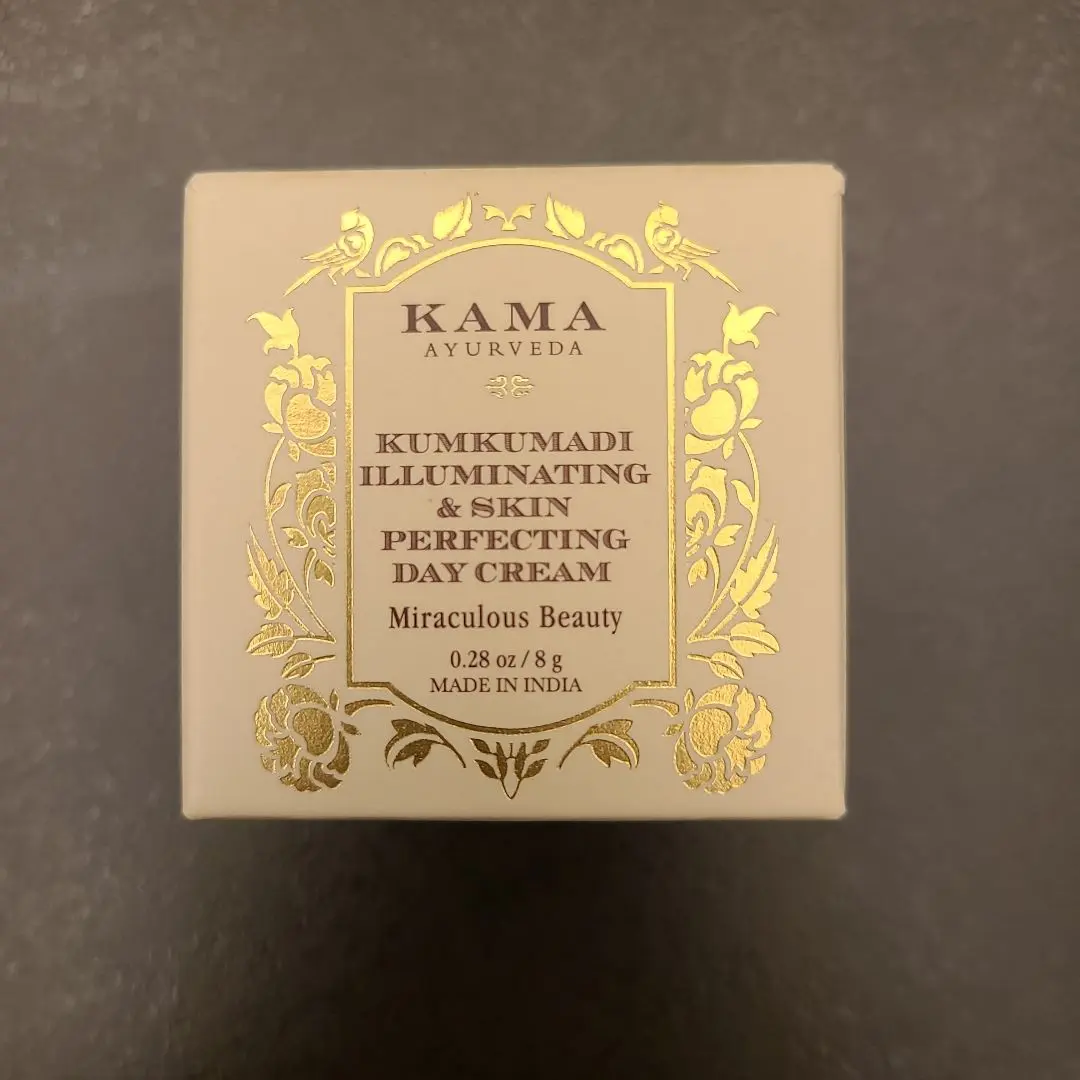 KAMA
AYURVEDA
KUMKUMADI
ILLUMINATING
& SKIN
PERFECTING
DAY CREAM
Miraculous Beauty
0.28 oz / 8 g
MADE IN INDIA